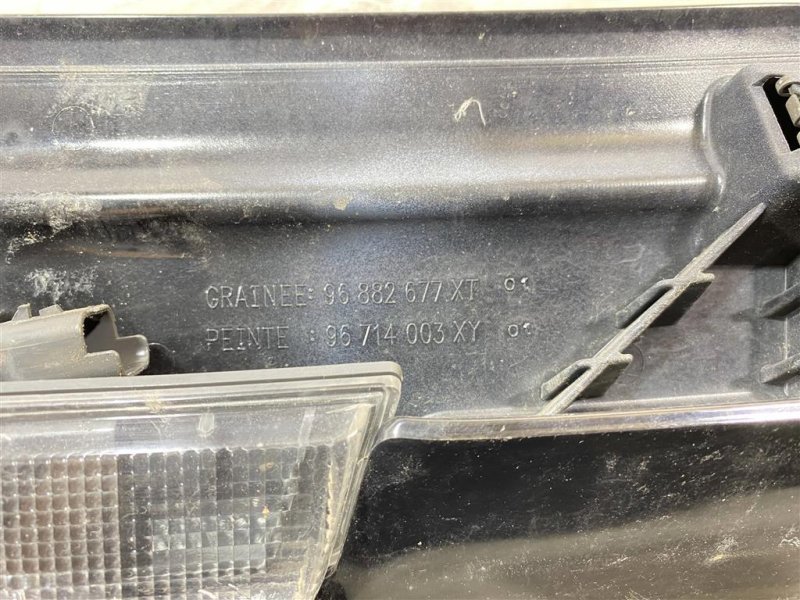 GRAINEE: 96 882 677 XT
PEINTE : 96 714 003 XY